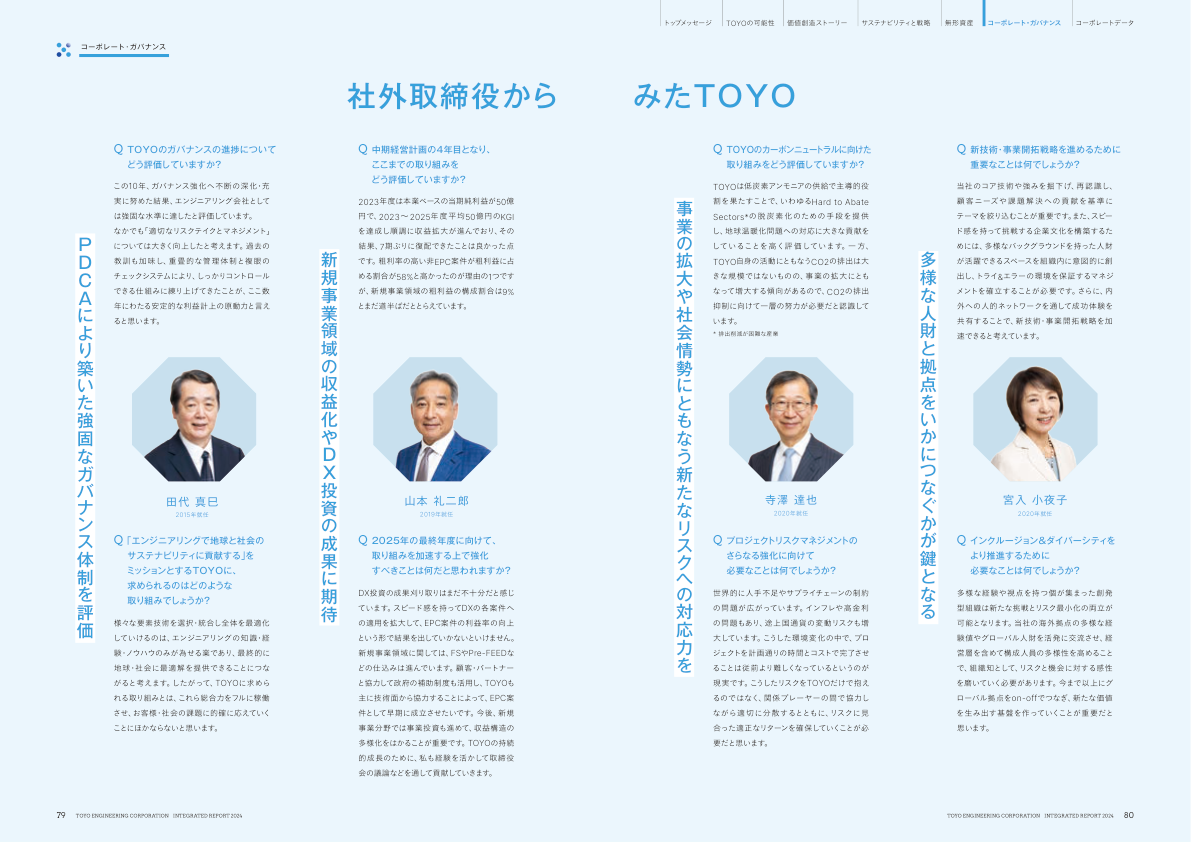 トップメッセージ
TOYOの可能性
価値創造ストーリー
サステナビリティと戦略
無形資産
コーポレート・ガバナンス
コーポレートデータ
コーポレート・ガバナンス
社外取締役から みたTOYO
PDCAにより築いた強固なガバナンス体制を評価
Q TOYOのガバナンスの進捗について
どう評価していますか?
この10年、ガバナンス強化へ不断の深化・充
実に努めた結果、エンジニアリング会社として
は強固な水準に達したと評価しています。
なかでも「適切なリスクテイクとマネジメント」
については大きく向上したと考えます。過去の
教訓も加味し、重畳的な管理体制と複眼の
チェックシステムにより、しっかりコントロール
できる仕組みに練り上げてきたことが、ここ数
年にわたる安定的な利益計上の原動力と言え
ると思います。
田代 真巳
2015年就任
Q 「エンジニアリングで地球と社会の
サステナビリティに貢献する」を
ミッションとするTOYOに、
求められるのはどのような
取り組みでしょうか?
様々な要素技術を選択・統合し全体を最適化
していけるのは、エンジニアリングの知識・経
験・ノウハウのみが為せる業であり、最終的に
地球・社会に最適解を提供できることにつな
がると考えます。したがって、TOYOに求めら
れる取り組みとは、これら総合力をフルに稼働
させ、お客様・社会の課題に的確に応えていく
ことにほかならないと思います。
新規事業領域の収益化やDX投資の成果に期待
Q 中期経営計画の4年目となり、
ここまでの取り組みを
どう評価していますか?
2023年度は本業ベースの当期純利益が50億
円で、2023～2025年度平均50億円のKGI
を達成し順調に収益拡大が進んでおり、その
結果、7期ぶりに復配できたことは良かった点
です。粗利率の高い非EPC案件が粗利益に占
める割合が58%と高かったのが理由の1つです
が、新規事業領域の粗利益の構成割合は9%
とまだ道半ばだととらえています。
山本 礼二郎
2019年就任
Q 2025年の最終年度に向けて、
取り組みを加速する上で強化
すべきことは何だと思われますか?
DX投資の成果刈り取りはまだ不十分だと感じ
ています。スピード感を持ってDXの各案件へ
の適用を拡大して、EPC案件の利益率の向上
という形で結果を出していかないといけません。
新規事業領域に関しては、FSやPre-FEEDな
どの仕込みは進んでいます。顧客・パートナー
と協力して政府の補助制度も活用し、TOYOも
主に技術面から協力することによって、EPC案
件として早期に成立させたいです。今後、新規
事業分野では事業投資も進めて、収益構造の
多様化をはかることが重要です。TOYOの持続
的成長のために、私も経験を活かして取締役
会の議論などを通して貢献していきます。
事業の拡大や社会情勢にともなう新たなリスクへの対応力を
Q TOYOのカーボンニュートラルに向けた
取り組みをどう評価していますか?
TOYOは低炭素アンモニアの供給で主導的役
割を果たすことで、いわゆるHard to Abate
Sectors*の脱炭素化のための手段を提供
し、地球温暖化問題への対応に大きな貢献を
していることを高く評価しています。一方、
TOYO自身の活動にともなうCO2の排出は大
きな規模ではないものの、事業の拡大にとも
なって増大する傾向があるので、CO2の排出
抑制に向けて一層の努力が必要だと認識して
います。
* 排出削減が困難な産業
寺澤 達也
2020年就任
Q プロジェクトリスクマネジメントの
さらなる強化に向けて
必要なことは何でしょうか?
世界的に人手不足やサプライチェーンの制約
の問題が広がっています。インフレや高金利
の問題もあり、途上国通貨の変動リスクも増
大しています。こうした環境変化の中で、プロ
ジェクトを計画通りの時間とコストで完了させ
ることは従前より難しくなっているというのが
現実です。こうしたリスクをTOYOだけで抱え
るのではなく、関係プレーヤーの間で協力し
ながら適切に分散するとともに、リスクに見
合った適正なリターンを確保していくことが必
要だと思います。
多様な人財と拠点をいかにつなぐかが鍵となる
Q 新技術・事業開拓戦略を進めるために
重要なことは何でしょうか?
当社のコア技術や強みを掘下げ、再認識し、
顧客ニーズや課題解決への貢献を基準に
テーマを絞り込むことが重要です。また、スピー
ド感を持って挑戦する企業文化を構築するた
めには、多様なバックグラウンドを持った人財
が活躍できるスペースを組織内に意図的に創
出し、トライ&エラーの環境を保証するマネジ
メントを確立することが必要です。さらに、内
外への人的ネットワークを通して成功体験を
共有することで、新技術・事業開拓戦略を加
速できると考えています。
宮入 小夜子
2020年就任
Q インクルージョン&ダイバーシティを
より推進するために
必要なことは何でしょうか?
多様な経験や視点を持つ個が集まった創発
型組織は新たな挑戦とリスク最小化の両立が
可能となります。当社の海外拠点の多様な経
験値やグローバル人財を活発に交流させ、経
営層を含めて構成人員の多様性を高めること
で、組織知として、リスクと機会に対する感性
を磨いていく必要があります。今まで以上にグ
ローバル拠点をon-offでつなぎ、新たな価値
を生み出す基盤を作っていくことが重要だと
思います。
79 TOYO ENGINEERING CORPORATION INTEGRATED REPORT 2024
TOYO ENGINEERING CORPORATION INTEGRATED REPORT 2024 80